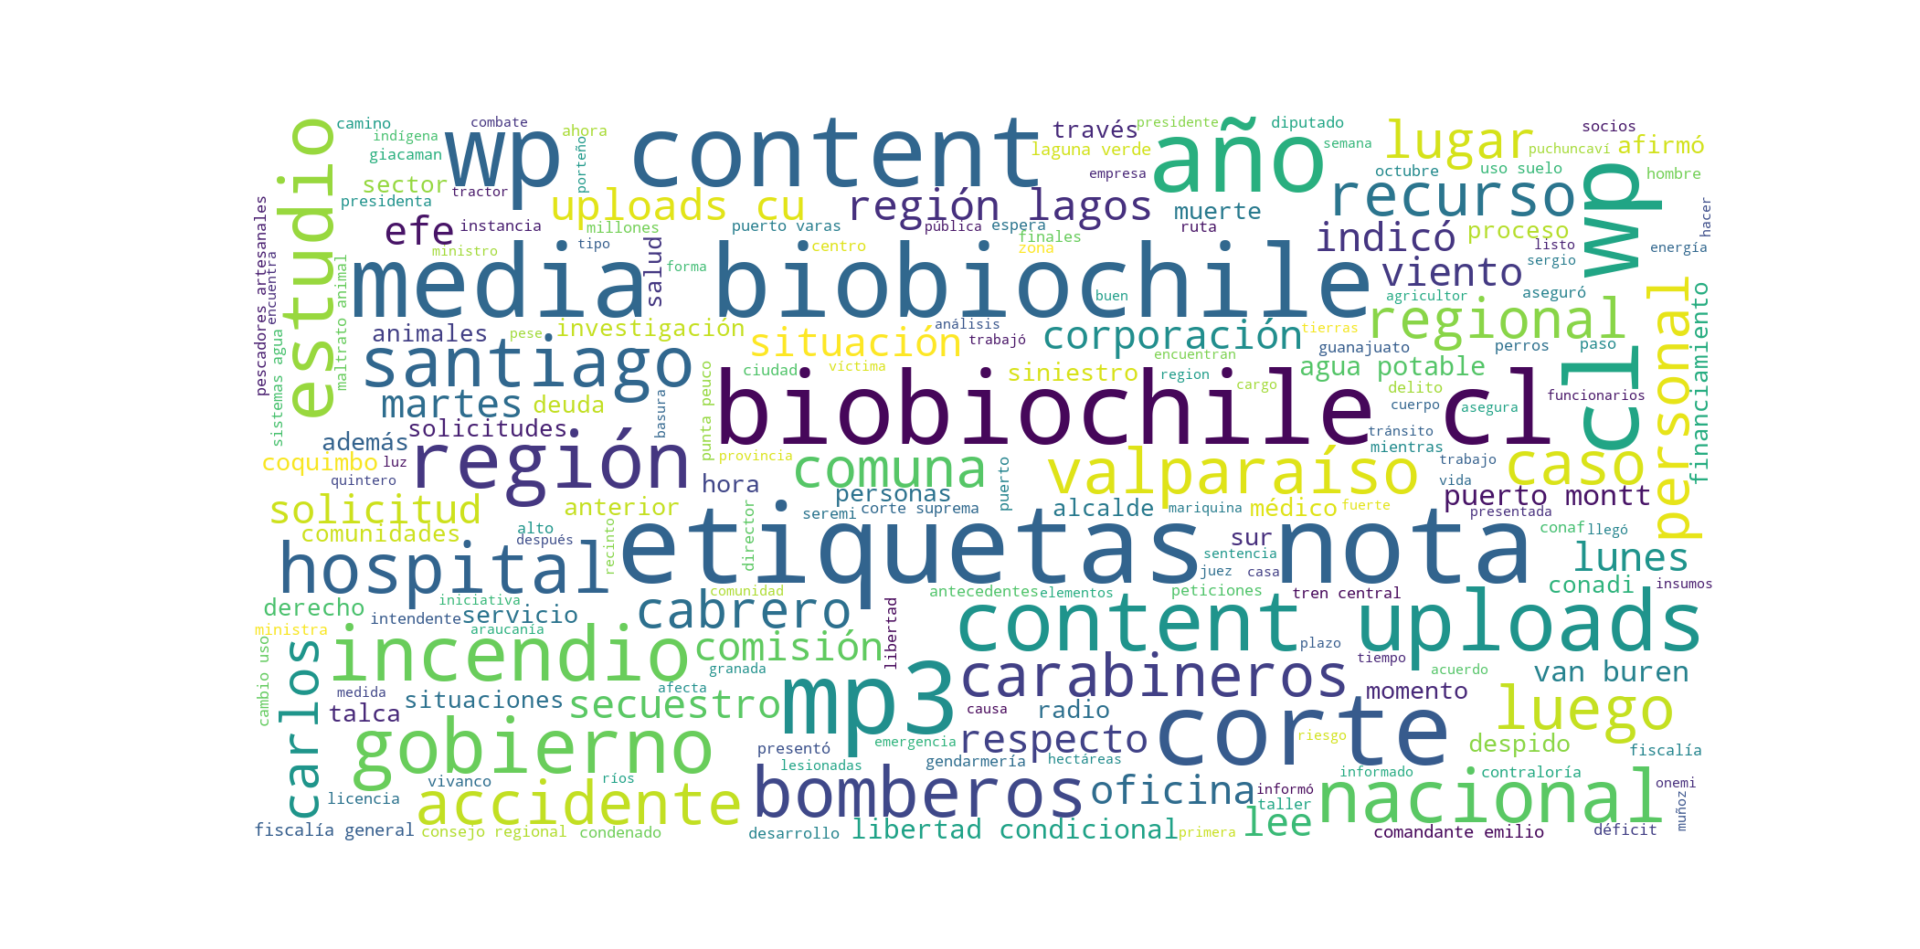 camino
combate
ahora
indígena
giacaman
sector
tractor
presidenta
wp content
porteño
través
presidente
diputado
laguna verde
semana
empresa
año
lugar
socios
puchuncaví
afirmó
octubre
uso suelo
hombre
recurso
estudio
efe
instancia
uploads cu
millones
región lagos
puerto varas
pública
espera
muerte
ruta
indicó
proceso
listo
sergio
energía
hacer
cl wp
ministro
tipo
salud
forma
centro
finales
zona
viento
aseguró
media biobiochile
buen
agricultor
regional
personal
pescadores artesanales
encuentra
maltrato animal
sistemas agua
animales
pese
investigación
situación
análisis
trabajó
corporación
tierras
guanajuato
perros
paso
financiamiento
santiago
ciudad
víctima
encuentran
siniestro
region
cargo
agua potable
delito
martes
deuda
basura
punta peuco
biobiochile cl
cuerpo
asegura
funcionarios
solicitudes
además
coquimbo
luz
quintero
región
provincia
comuna
valparaíso
tránsito
mientras
trabajo
vida
caso
hora
personas
puerto
puerto montt
presentada
solicitud
anterior
seremi
corte suprema
alcalde
mariquina
médico
fuerte
comunidades
alto
después
recinto
director
etiquetas nota
sur
sentencia
juez
casa
conaf
llegó
lunes
hospital
conadi
insumos
comunidad
antecedentes
elementos
peticiones
tren central
derecho
iniciativa
intendente
servicio
cabrero
libertad
content uploads
ministra
araucanía
cambio uso
carlos
incendio
comisión
granada
plazo
tiempo
acuerdo
van buren
medida
situaciones
afecta
secuestro
mp3
carabineros
momento
talca
causa
radio
corte
luego
gobierno
presentó
emergencia
respecto
riesgo
despido
fiscalía
lesionadas
gendarmería
hectáreas
vivanco
ríos
licencia
accidente
bomberos
oficina
informó
taller
informado
contraloría
nacional
onemi
muñoz
fiscalía general
consejo regional
condenado
desarrollo
libertad condicional
primera
lee
comandante emilio
déficit